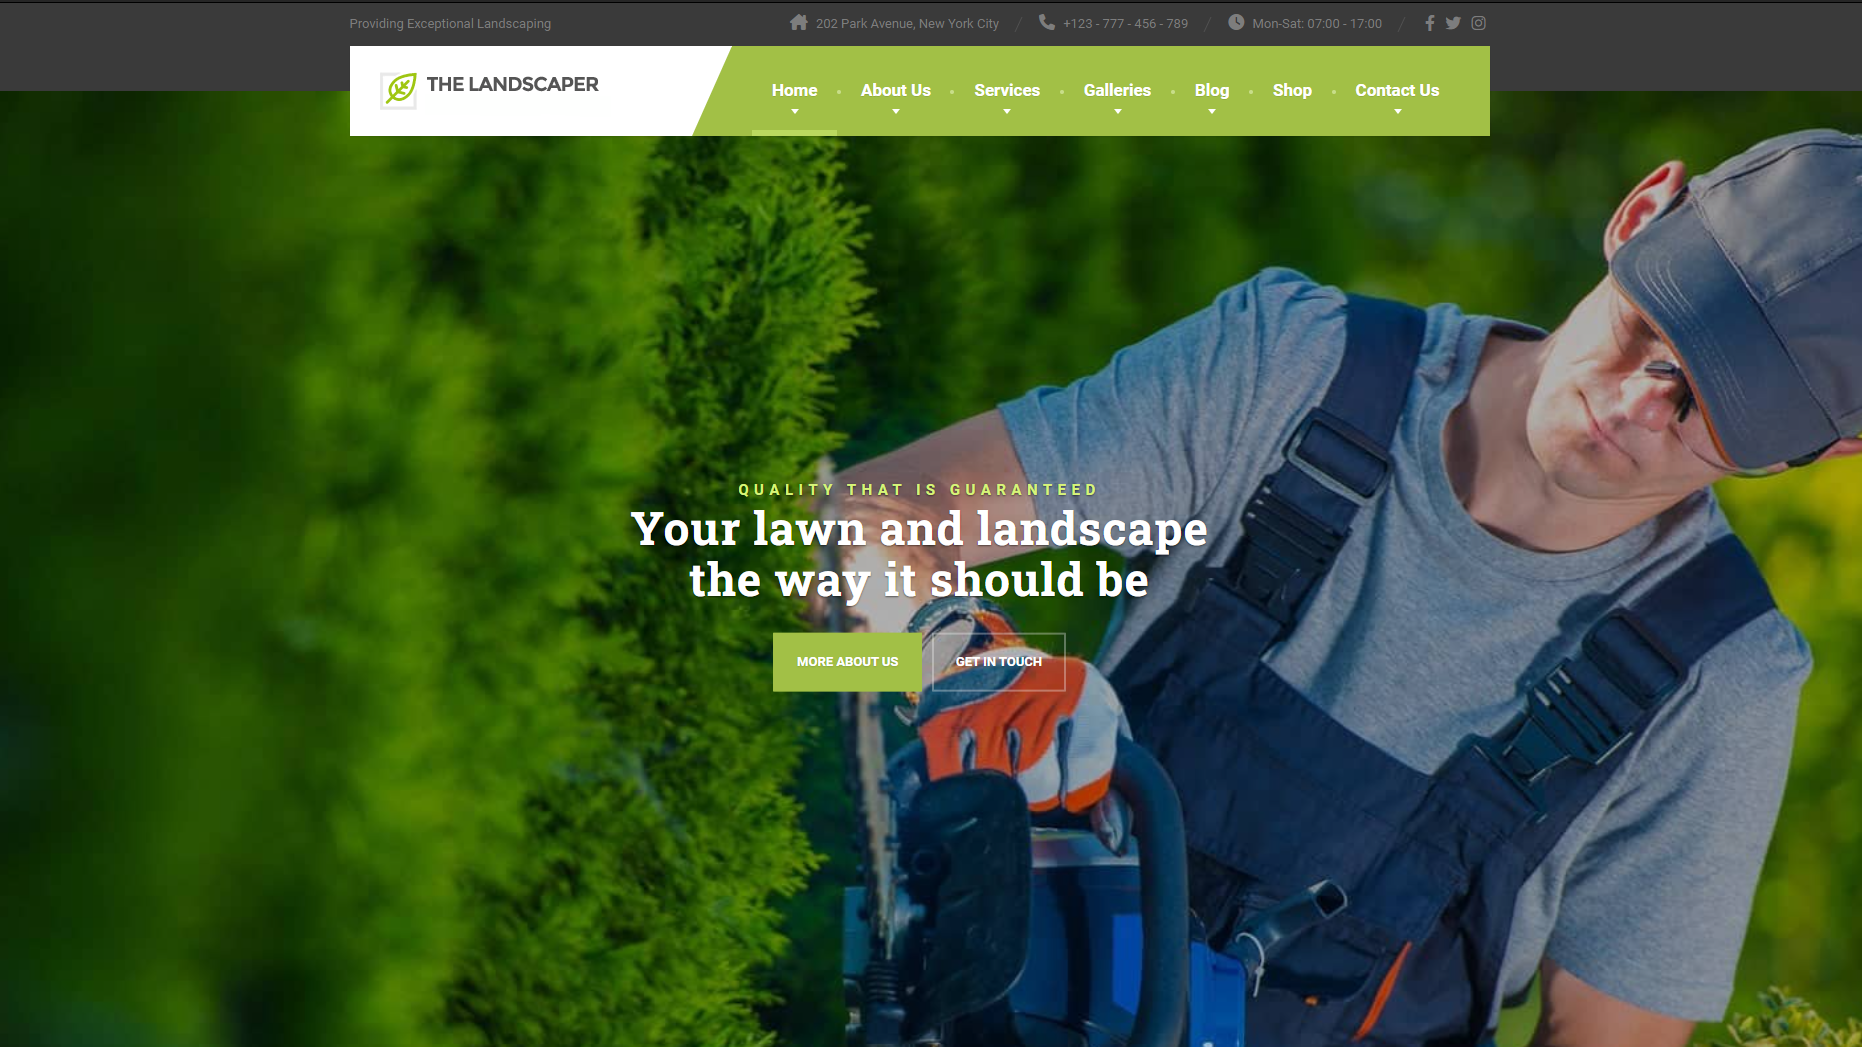 Providing Exceptional Landscaping
202 Park Avenue, New York City / +123 - 777 - 456 - 789 / Mon-Sat: 07:00 - 17:00 /
THE LANDSCAPER
Home About Us Services Galleries Blog Shop Contact Us
QUALITY THAT IS GUARANTEED
Your lawn and landscape
the way it should be
MORE ABOUT US GET IN TOUCH